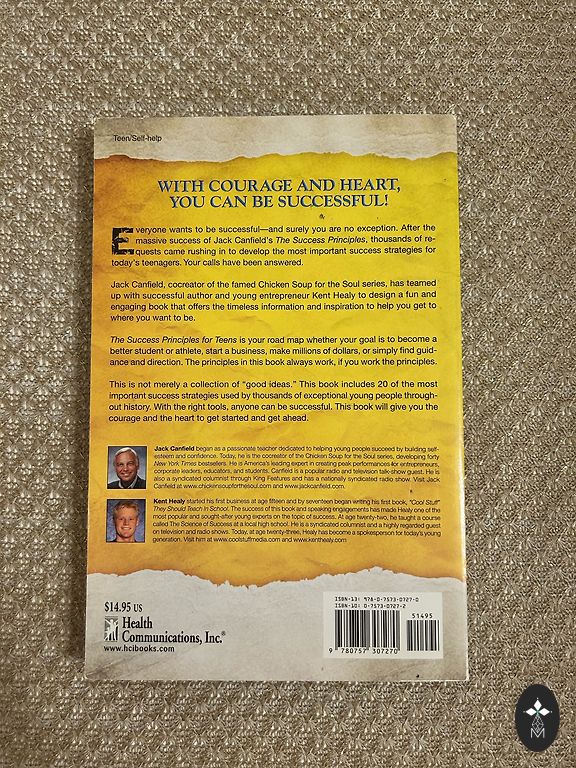 Teen/Self-help
WITH COURAGE AND HEART,
YOU CAN BE SUCCESSFUL!
Everyone wants to be successful—and surely you are no exception. After the
massive success of Jack Canfield's The Success Principles, thousands of re-
quests came rushing in to develop the most important success strategies for
today's teenagers. Your calls have been answered.
Jack Canfield, cocreator of the famed Chicken Soup for the Soul series, has teamed
up with successful author and young entrepreneur Kent Healy to design a fun and
engaging book that offers the timeless information and inspiration to help you get to
where you want to be.
The Success Principles for Teens is your road map whether your goal is to become a
better student or athlete, start a business, make millions of dollars, or simply find guid-
ance and direction. The principles in this book always work, if you work the principles.
This is not merely a collection of "good ideas." This book includes 20 of the most
important success strategies used by thousands of exceptional young people through-
out history. With the right tools, anyone can be successful. This book will give you the
courage and the heart to get started and get ahead.
Jack Canfield began as a passionate teacher dedicated to helping young people succeed by building self-
esteem and confidence. Today, he is the cocreator of the Chicken Soup for the Soul series, developing forty
New York Times bestsellers. He is America's leading expert in creating peak performances for entrepreneurs,
corporate leaders, educators, and students. Canfield is a popular radio and television talk-show guest. He is
also a syndicated columnist through King Features and has a nationally syndicated radio show. Visit Jack
Canfield at www.chickensoupforthesoul.com and www.jackcanfield.com.
Kent Healy started his first business at age fifteen and by seventeen began writing his first book, "Cool Stuff"
They Should Teach in School. The success of this book and speaking engagements has made Healy one of the
most popular and sought-after young experts on the topic of success. At age twenty-two, he taught a course
called The Science of Success at a local high school. He is a syndicated columnist and a highly regarded guest
on television and radio shows. Today, at age twenty-three, Healy has become a spokesperson for today's young
generation. Visit him at www.coolstuffmedia.com and www.kenthealy.com.
$14.95 US
Health
Communications, Inc.®
www.hcibooks.com
ISBN-13: 978-0-7573-0727-0
ISBN-10: 0-7573-0727-2
51495
9 780757 307270
M